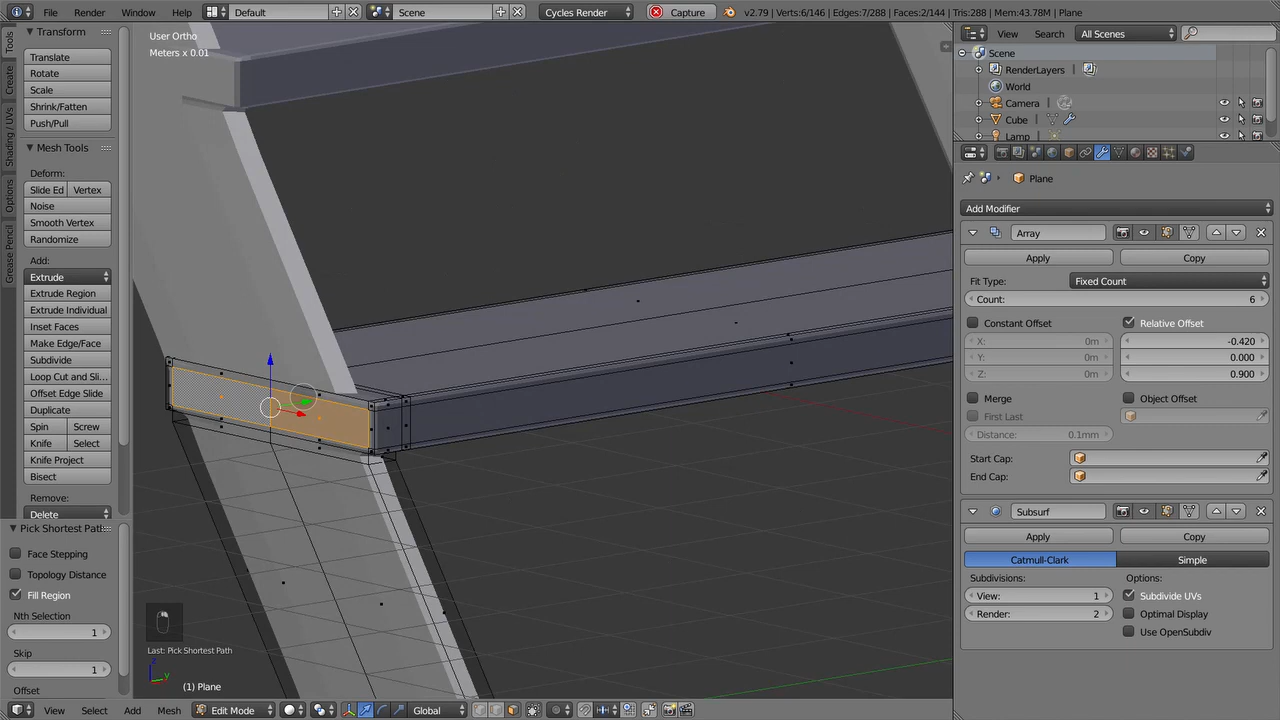 File Render Window Help Default Scene Cycles Render Capture v2.79 | Verts:6/146 | Edges:7/288 | Faces:2/144 | Tris:288 | Mem:43.78M | Plane
Tools
Create
Shading / UVs
Options
Grease Pencil
Transform
Translate
Rotate
Scale
Shrink/Fatten
Push/Pull
Mesh Tools
Deform:
Slide Ed Vertex
Noise
Smooth Vertex
Randomize
Add:
Extrude
Extrude Region
Extrude Individual
Inset Faces
Make Edge/Face
Subdivide
Loop Cut and Sli...
Offset Edge Slide
Duplicate
Spin Screw
Knife Select
Knife Project
Bisect
Remove:
Delete
Pick Shortest Path
Face Stepping
Topology Distance
Fill Region
Nth Selection
1
Skip
1
Offset
User Ortho
Meters x 0.01
Last: Pick Shortest Path
z
y
(1) Plane
View Select Add Mesh Edit Mode Global
View Search All Scenes
Scene
RenderLayers |
World
Camera |
Cube |
Lamp |
Plane
Add Modifier
Array
Apply Copy
Fit Type: Fixed Count
Count: 6
Constant Offset Relative Offset
X: 0m -0.420
Y: 0m 0.000
Z: 0m 0.900
Merge Object Offset
First Last
Distance: 0.1mm
Start Cap:
End Cap:
Subsurf
Apply Copy
Catmull-Clark Simple
Subdivisions: Options:
View: 1 Subdivide UVs
Render: 2 Optimal Display
Use OpenSubdiv